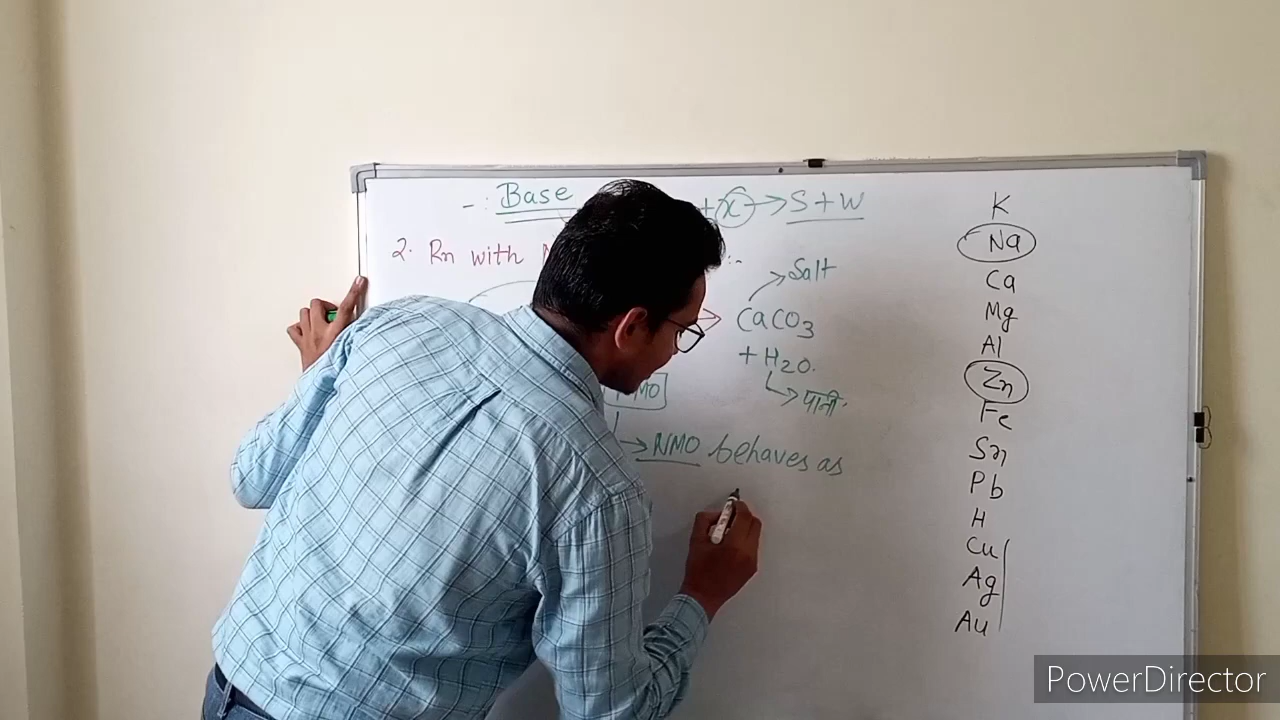 -: Base + x → S + W
2. Rn with :-
Salt
CaCO3
+ H2O.
→ पानी.
MO
→ NMO behaves as
K
Na
Ca
Mg
Al
Zn
Fe
Sn
Pb
H
Cu
Ag
Au
PowerDirector